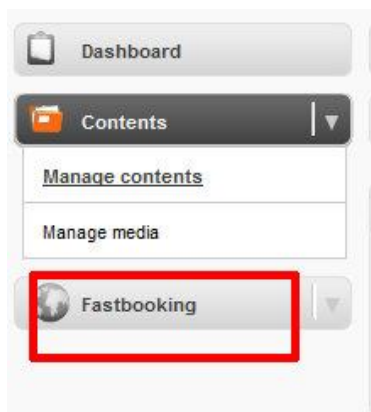 Dashboard
Contents
Manage contents
Manage media
Fastbooking